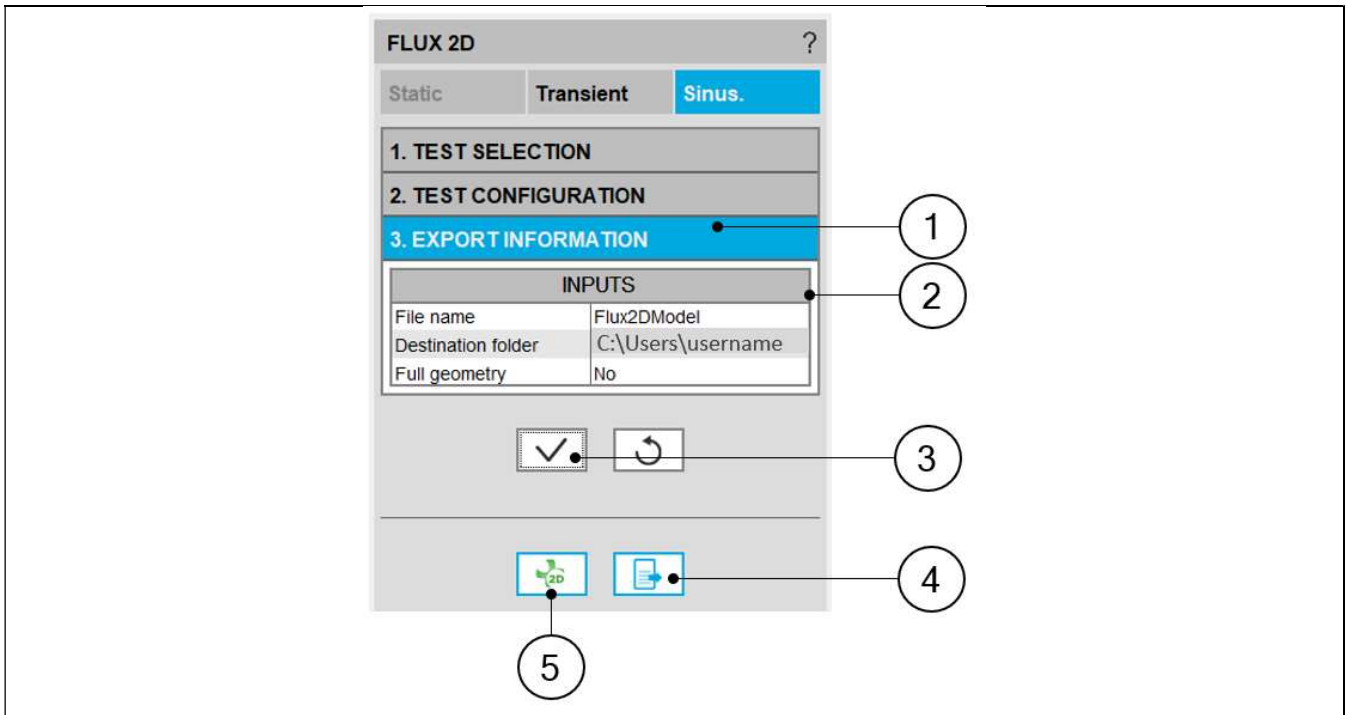 FLUX 2D ?
Static Transient Sinus.
1. TEST SELECTION
2. TEST CONFIGURATION
3. EXPORT INFORMATION
1
INPUTS
2
File name Flux2DModel
Destination folder C:\Users\username
Full geometry No
3
2D
4
5